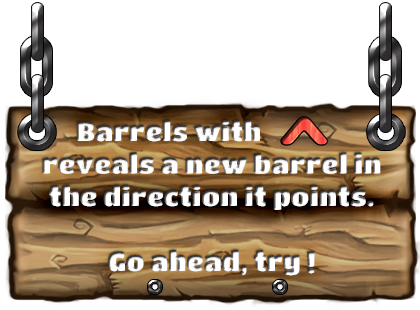 Barrels with
reveals a new barrel in
the direction it points.
Go ahead, try !